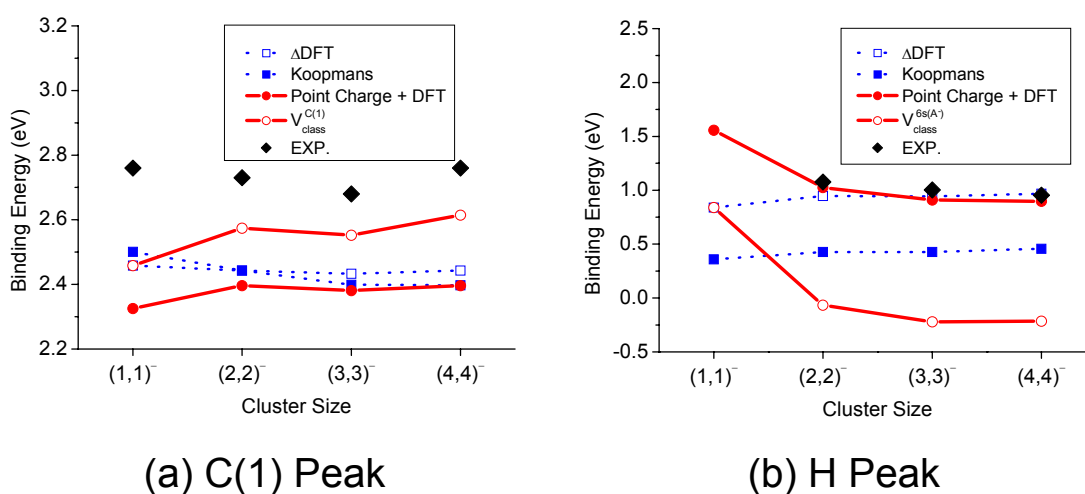 3.2
3.0
2.8
2.6
2.4
2.2
Binding Energy (eV)
ΔDFT
Koopmans
Point Charge + DFT
V_class^C(1)
EXP.
(1,1)⁻ (2,2)⁻ (3,3)⁻ (4,4)⁻
Cluster Size
(a) C(1) Peak
2.5
2.0
1.5
1.0
0.5
0.0
-0.5
Binding Energy (eV)
ΔDFT
Koopmans
Point Charge + DFT
V_class^6s(A⁻)
EXP.
(1,1)⁻ (2,2)⁻ (3,3)⁻ (4,4)⁻
Cluster Size
(b) H Peak